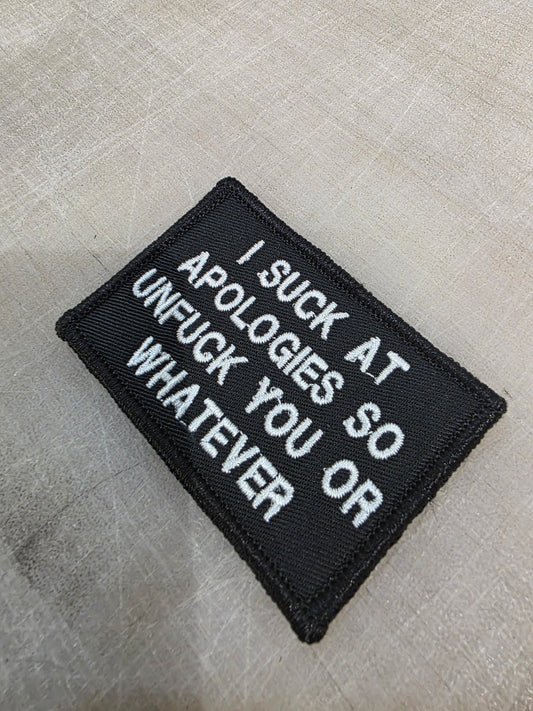 I SUCK AT
APOLOGIES SO
UNFUCK YOU OR
WHATEVER